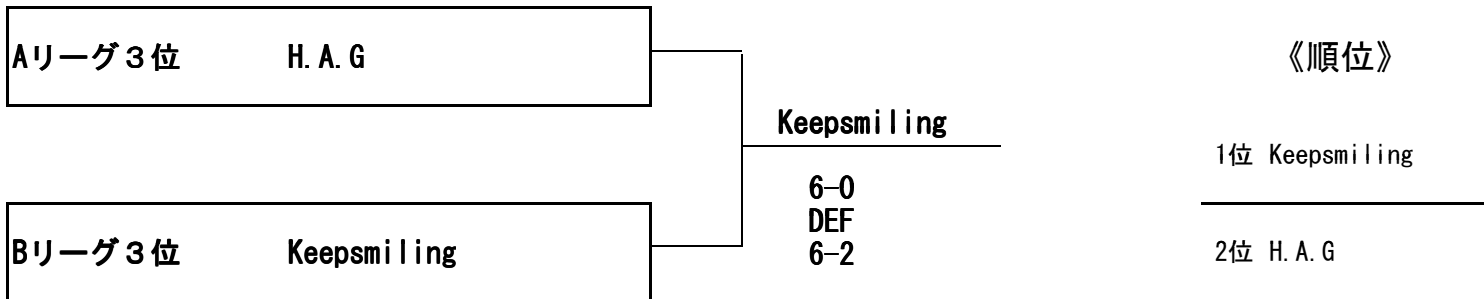 Aリーグ３位 H.A.G
Bリーグ３位 Keepsmiling
Keepsmiling
6-0
DEF
6-2
《順位》
1位 Keepsmiling
2位 H.A.G